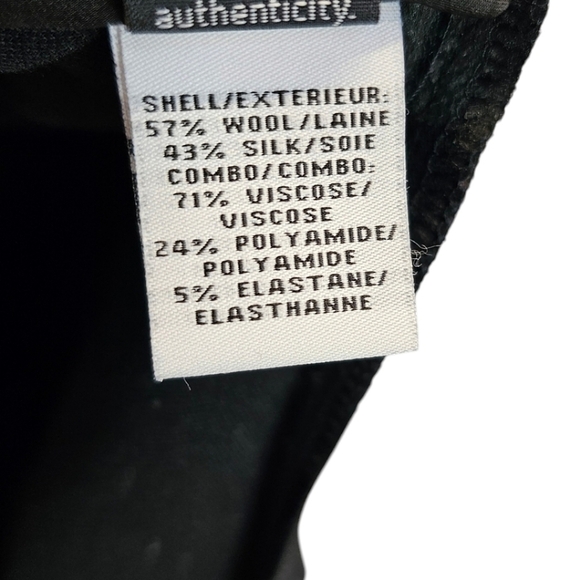 authenticity.
SHELL/EXTERIEUR:
57% WOOL/LAINE
43% SILK/SOIE
COMBO/COMBO:
71% VISCOSE/
VISCOSE
24% POLYAMIDE/
POLYAMIDE
5% ELASTANE/
ELASTHANNE